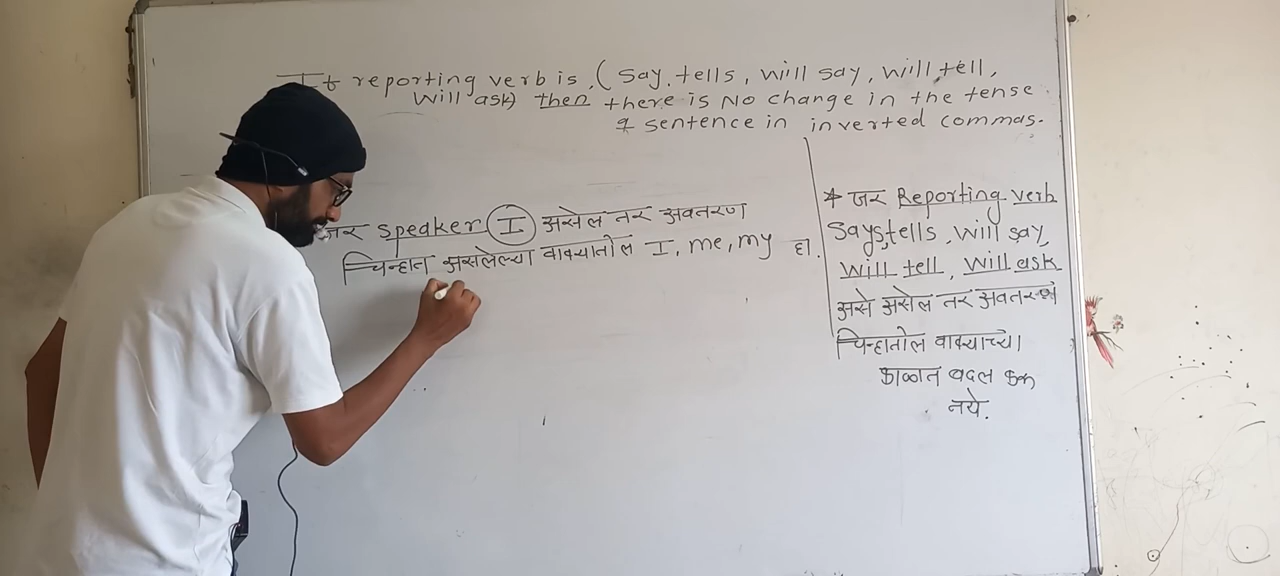 If reporting verb is, (say. tells, will say, will tell,
will ask) then there is No change in the tense
& sentence in inverted commas.
जर speaker I असेल तर अवतरण
चिन्हात असलेल्या वाक्यातील I, me, my हा.
* जर Reporting verb
Says, tells, will say,
will tell, will ask
असे असेल तर अवतरण
चिन्हातील वाक्याच्या
काळात बदल करू
नये.